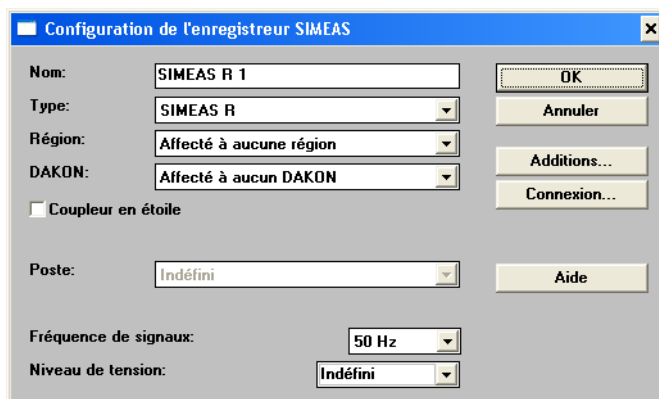 Configuration de l'enregistreur SIMEAS
Nom: SIMEAS R 1 OK
Type: SIMEAS R Annuler
Région: Affecté à aucune région
Additions...
DAKON: Affecté à aucun DAKON
Connexion...
Coupleur en étoile
Poste: Indéfini Aide
Fréquence de signaux: 50 Hz
Niveau de tension: Indéfini